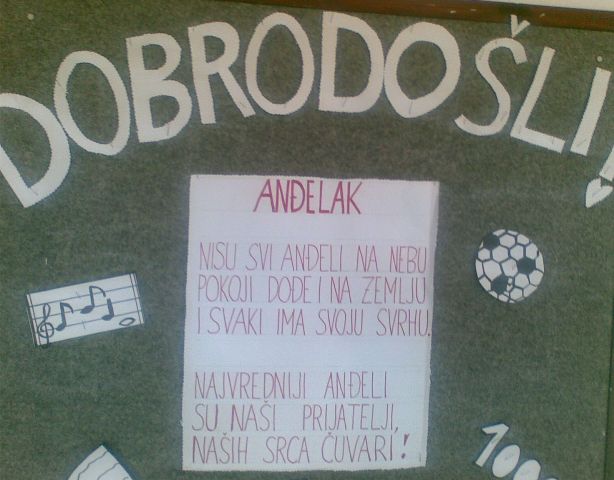 DOBRODOŠLI!
ANĐELAK
NISU SVI ANĐELI NA NEBU
POKOJI DOĐE I NA ZEMLJU
I SVAKI IMA SVOJU SVRHU.
NAJVREDNIJI ANĐELI
SU NAŠI PRIJATELJI,
NAŠIH SRCA ČUVARI!